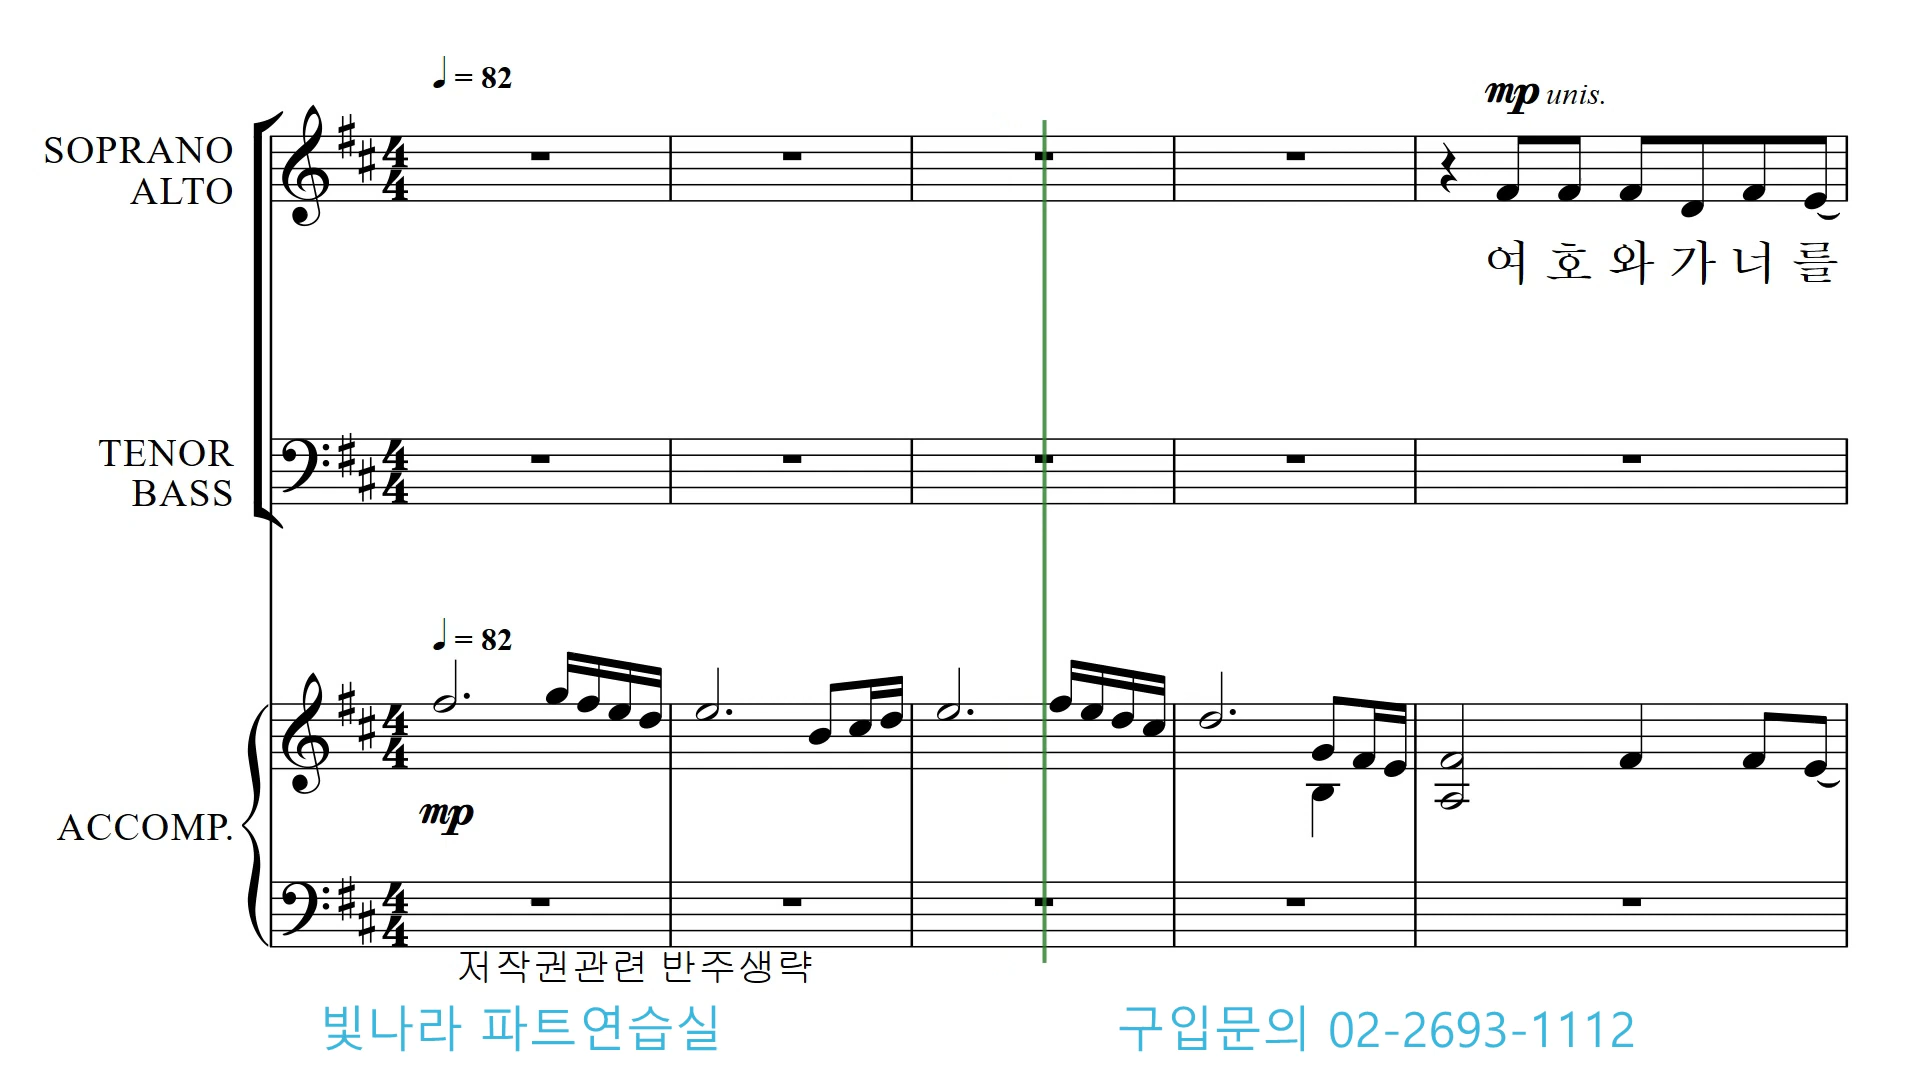 ♩ = 82
mp unis.
SOPRANO
ALTO
여 호 와 가 너 를
TENOR
BASS
♩ = 82
mp
ACCOMP.
저작권관련 반주생략
빛나라 파트연습실
구입문의 02-2693-1112